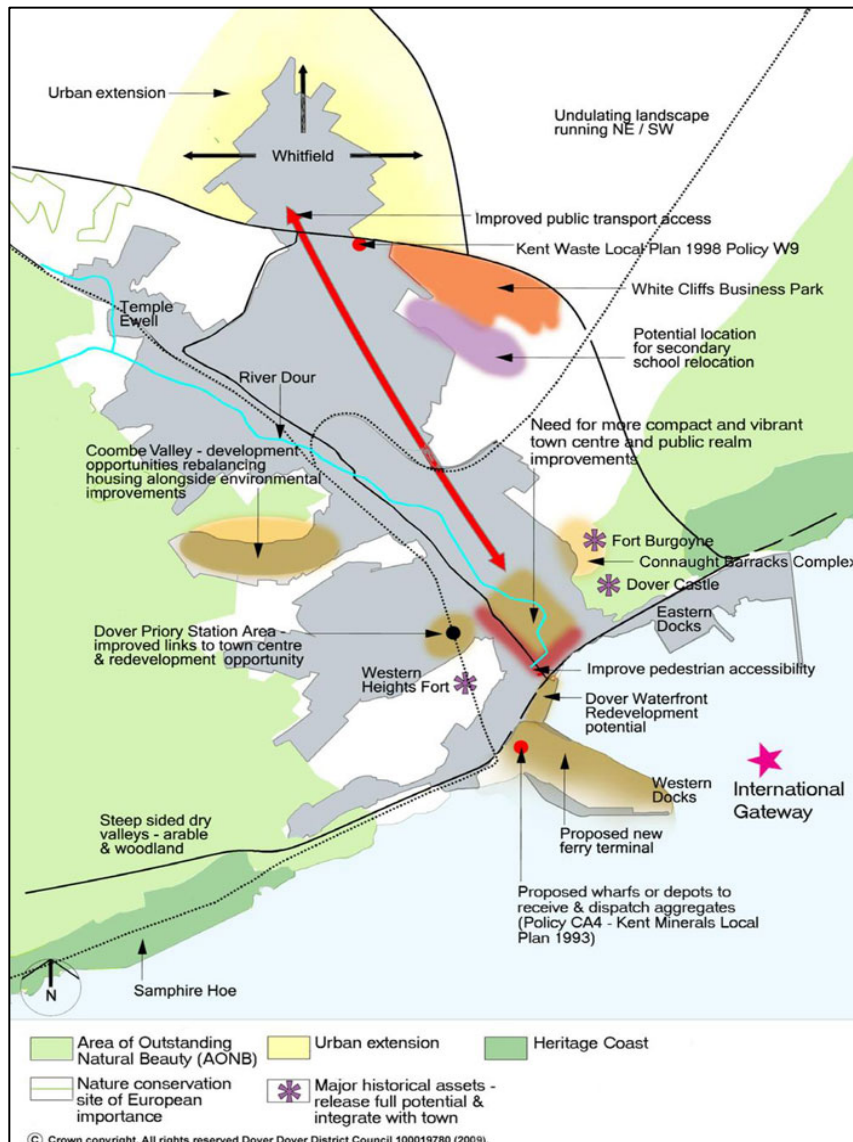 Urban extension
Whitfield
Undulating landscape
running NE / SW
Improved public transport access
Kent Waste Local Plan 1998 Policy W9
White Cliffs Business Park
Temple
Ewell
Potential location
for secondary
school relocation
River Dour
Need for more compact and vibrant
town centre and public realm
improvements
Coombe Valley - development
opportunities rebalancing
housing alongside environmental
improvements
Fort Burgoyne
Connaught Barracks Complex
Dover Castle
Eastern
Docks
Dover Priory Station Area -
improved links to town centre
& redevelopment opportunity
Western
Heights Fort
Improve pedestrian accessibility
Dover Waterfront
Redevelopment
potential
Western
Docks
International
Gateway
Steep sided dry
valleys - arable
& woodland
Proposed new
ferry terminal
Proposed wharfs or depots to
receive & dispatch aggregates
(Policy CA4 - Kent Minerals Local
Plan 1993)
Samphire Hoe
N
Area of Outstanding
Natural Beauty (AONB)
Urban extension
Heritage Coast
Nature conservation
site of European
importance
Major historical assets -
release full potential &
integrate with town
© Crown copyright. All rights reserved Dover Dover District Council 100019780 (2009).